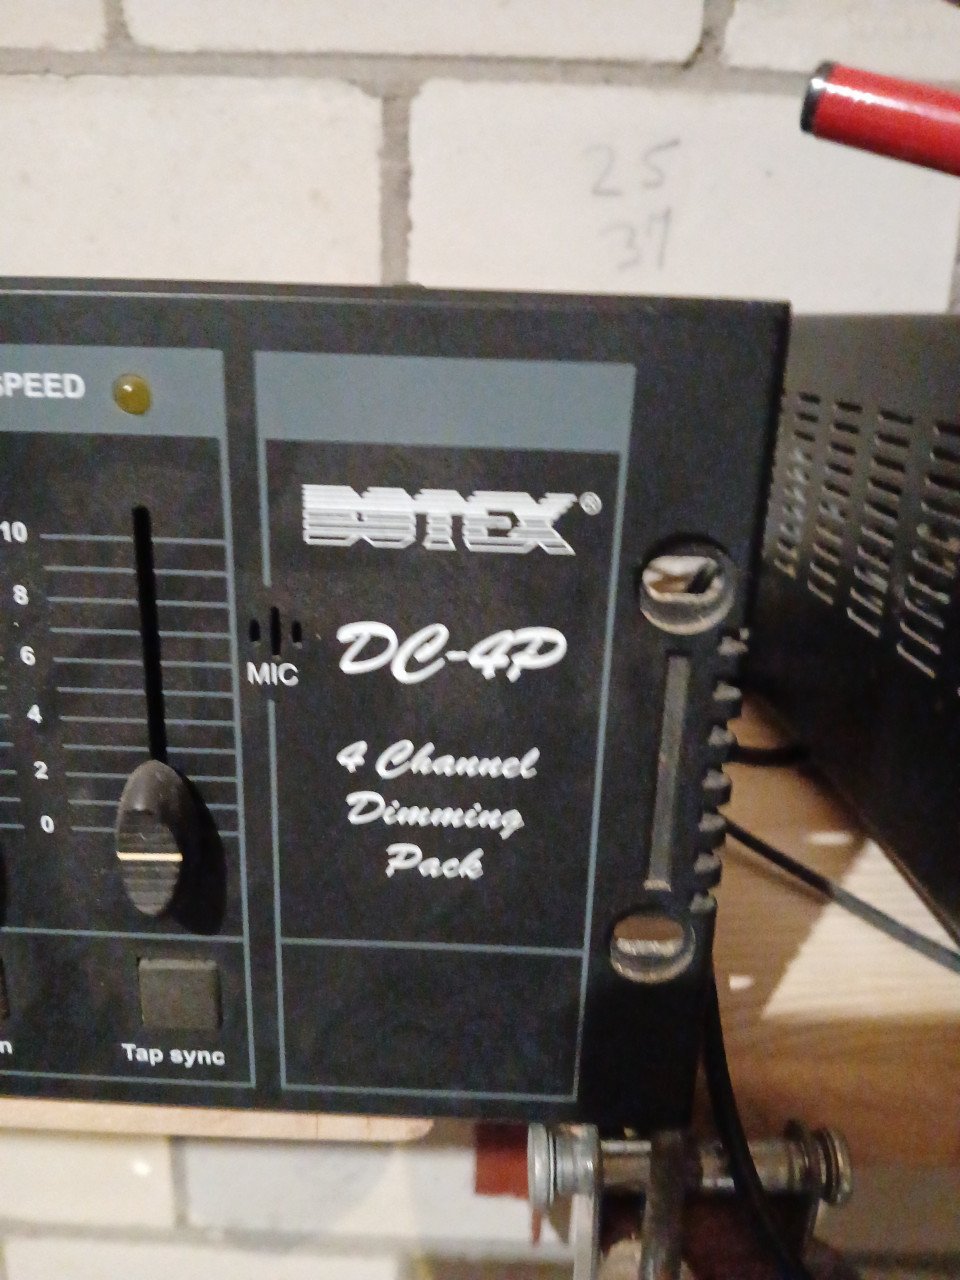 25
37
SPEED
BOTEX®
10
8
6
4
2
0
MIC
DC-4P
4 Channel
Dimming
Pack
n
Tap sync